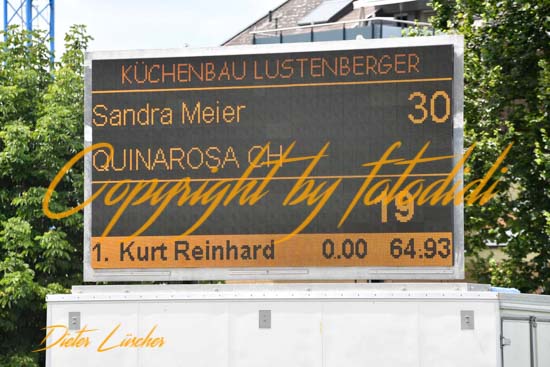 KÜCHENBAU LUSTENBERGER
Sandra Meier 30
QUINAROSA CH
Copyright by fotodidi
19
1. Kurt Reinhard 0.00 64.93
Dieter Lürcher